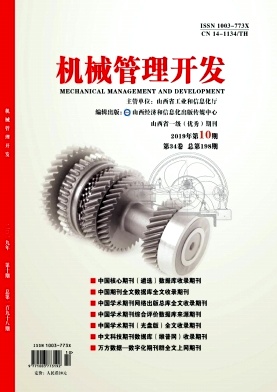 ISSN 1003-773X
CN 14-1134/TH
机械管理开发
MECHANICAL MANAGEMENT AND DEVELOPMENT
主管单位：山西省工业和信息化厅
编辑出版：山西经济和信息化出版传媒中心
山西省一级（优秀）期刊
2019年第10期
第34卷 总第198期
机械管理开发
中国核心期刊（遴选）数据库收录期刊
中国期刊全文数据库全文收录期刊
中国学术期刊网络出版总库全文收录期刊
中国学术期刊综合评价数据库来源期刊
中国学术期刊（光盘版）全文收录期刊
中文科技期刊数据库（维普网）收录期刊
万方数据—数字化期刊群全文上网期刊
ISSN 1003-773X